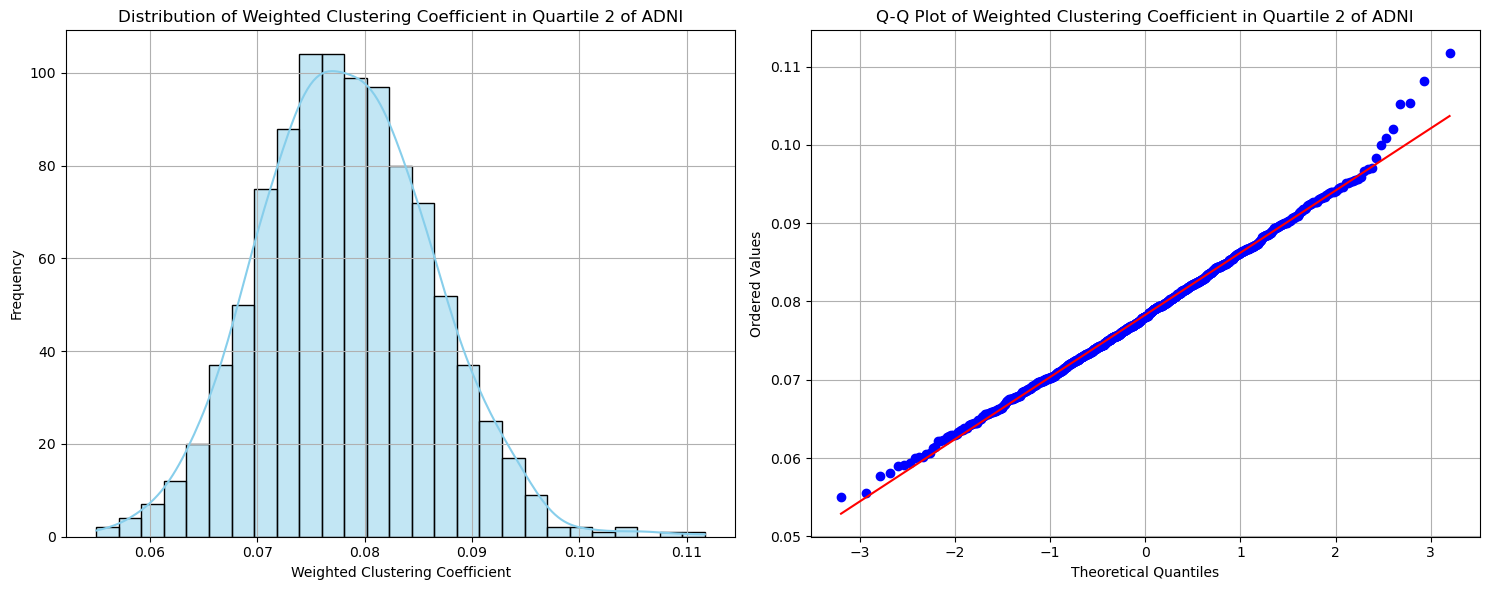 Distribution of Weighted Clustering Coefficient in Quartile 2 of ADNI
100
80
60
40
20
0
Frequency
0.06 0.07 0.08 0.09 0.10 0.11
Weighted Clustering Coefficient
Q-Q Plot of Weighted Clustering Coefficient in Quartile 2 of ADNI
0.11
0.10
0.09
0.08
0.07
0.06
0.05
Ordered Values
−3 −2 −1 0 1 2 3
Theoretical Quantiles